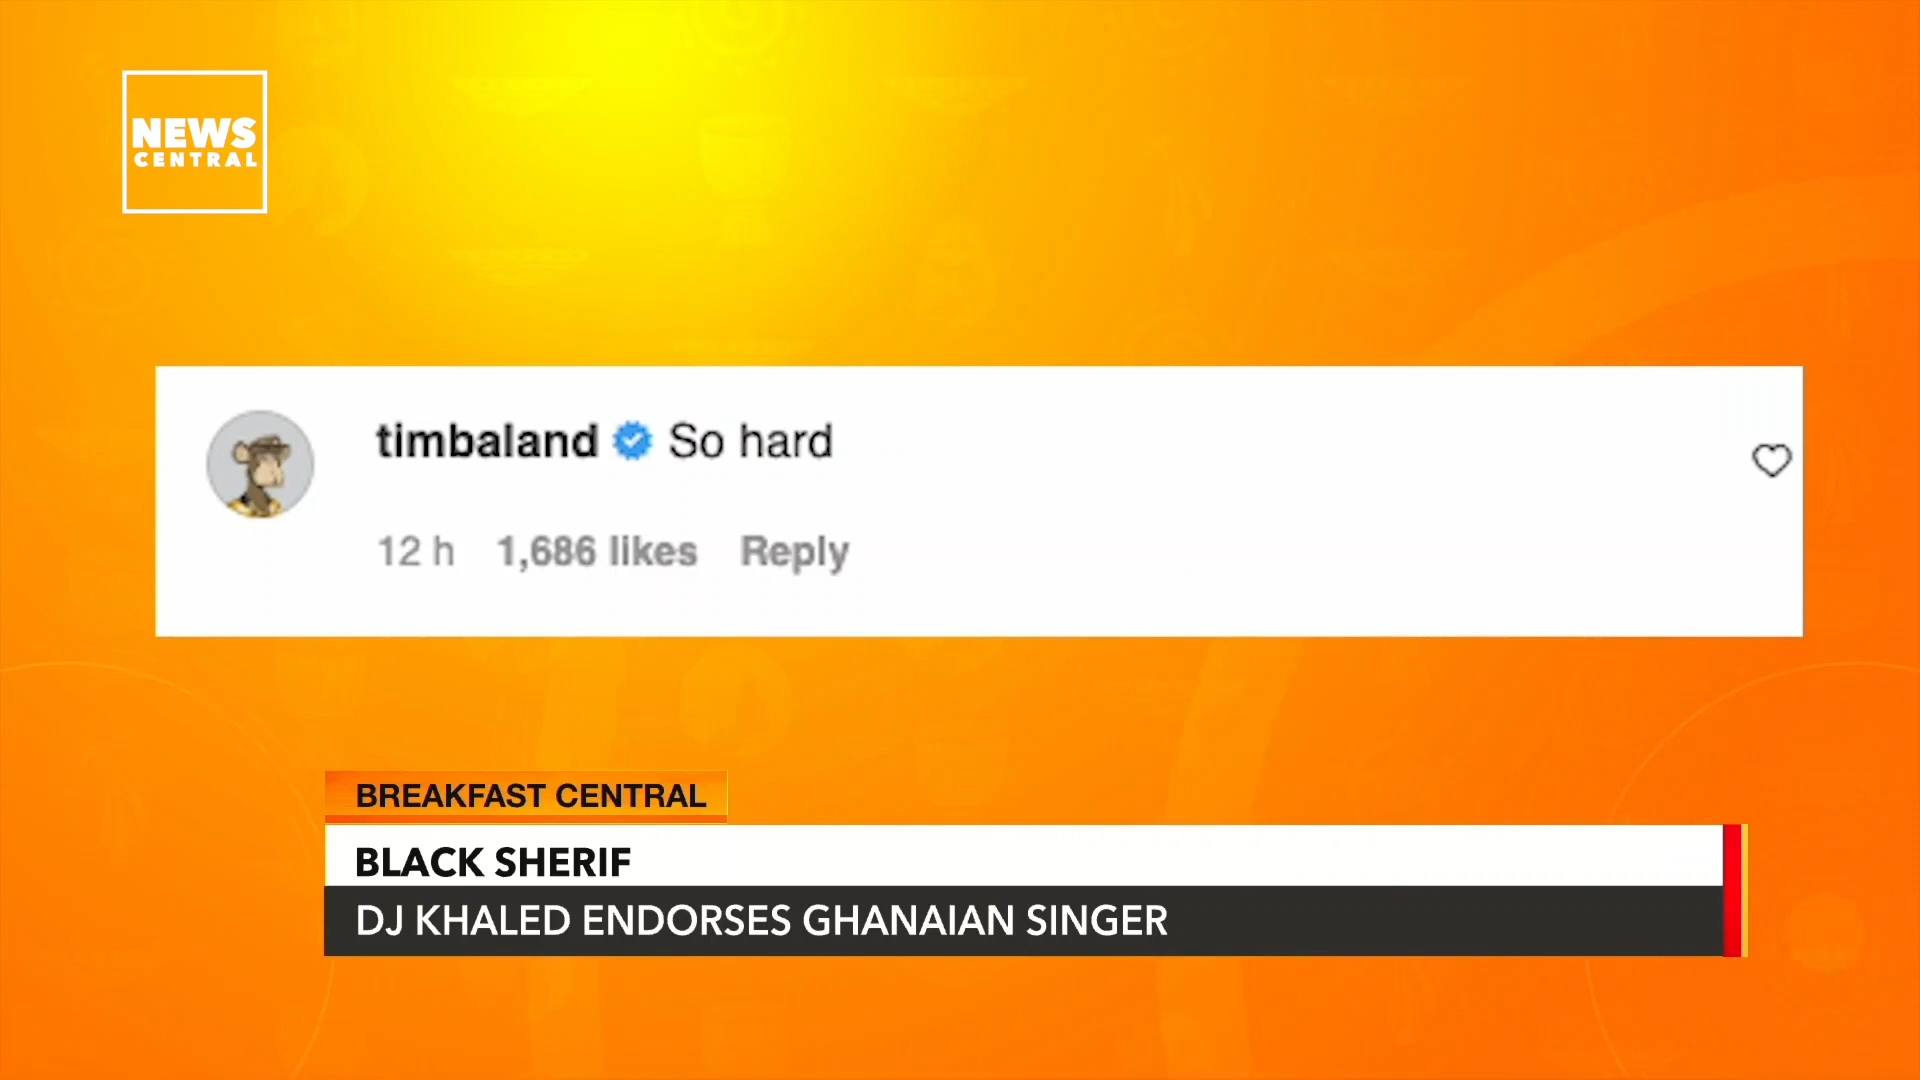 NEWS
CENTRAL
timbaland So hard
12 h 1,686 likes Reply
BREAKFAST CENTRAL
BLACK SHERIF
DJ KHALED ENDORSES GHANAIAN SINGER